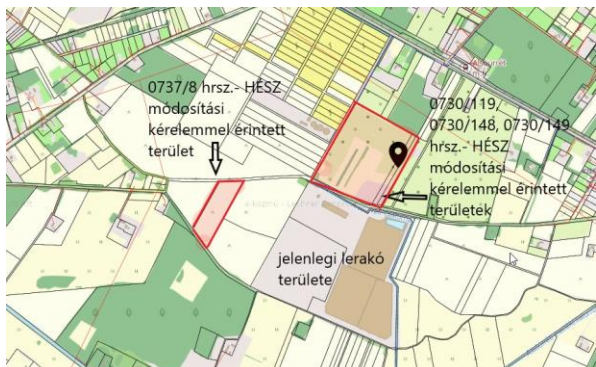 0737/8 hrsz.- HÉSZ
módosítási
kérelemmel érintett
terület
0730/119,
0730/148, 0730/149
hrsz.- HÉSZ
módosítási
kérelemmel érintett
területek
jelenlegi lerakó
területe